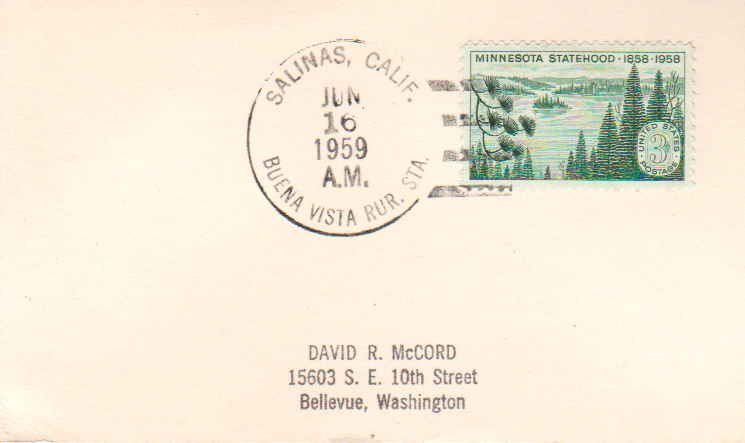 SALINAS, CALIF.
JUN
16
1959
A.M.
BUENA VISTA RUR. STA.
MINNESOTA STATEHOOD · 1858 · 1958
UNITED STATES
3¢
POSTAGE
DAVID R. McCORD
15603 S. E. 10th Street
Bellevue, Washington